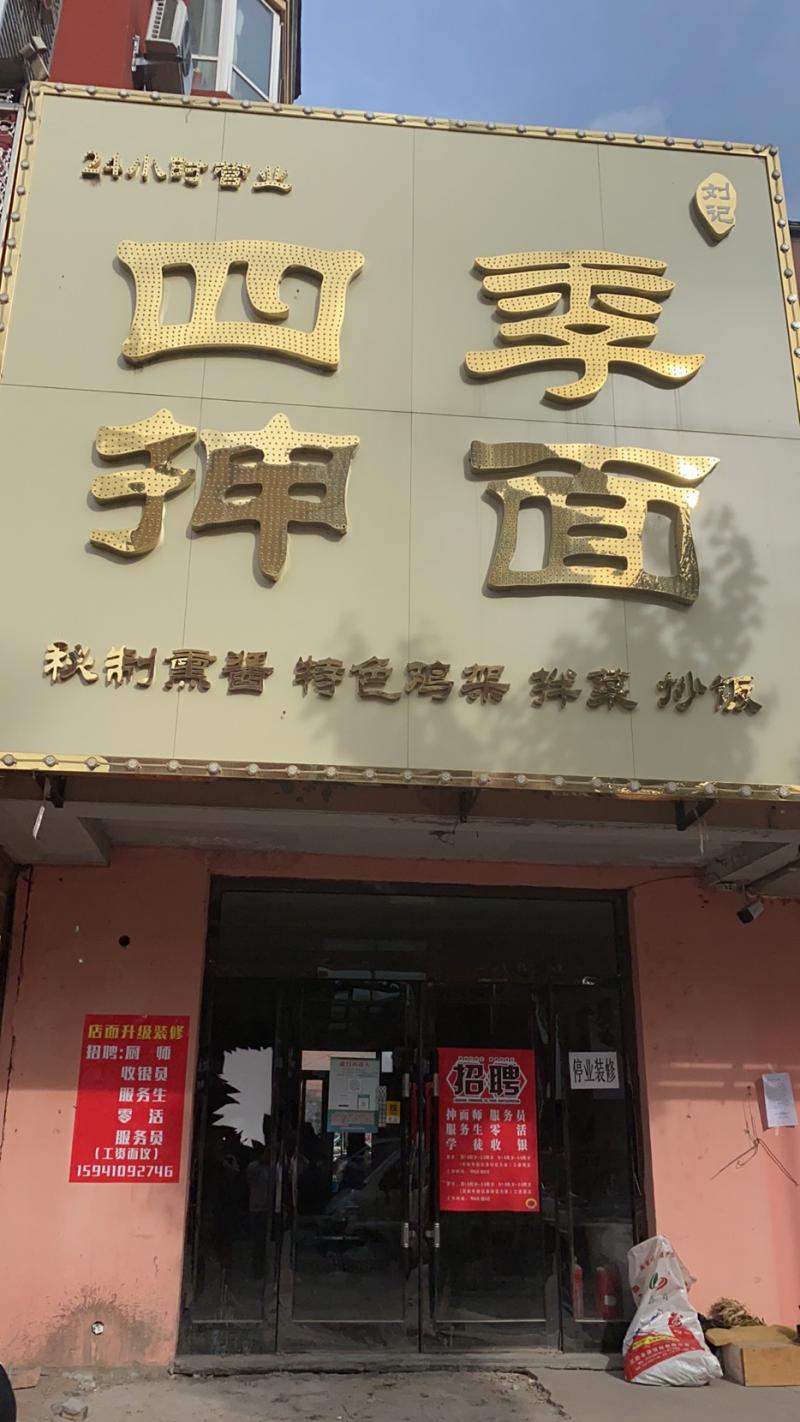 24小时营业
刘记
四季
抻面
秘制熏酱 特色鸡架 拌菜 炒饭
店面升级装修
招聘:厨 师
收银员
服务生
零 活
服务员
(工资面议)
15941092746
招聘
抻面师 服务员
服务生 零 活
学 徒 收 银
停业装修